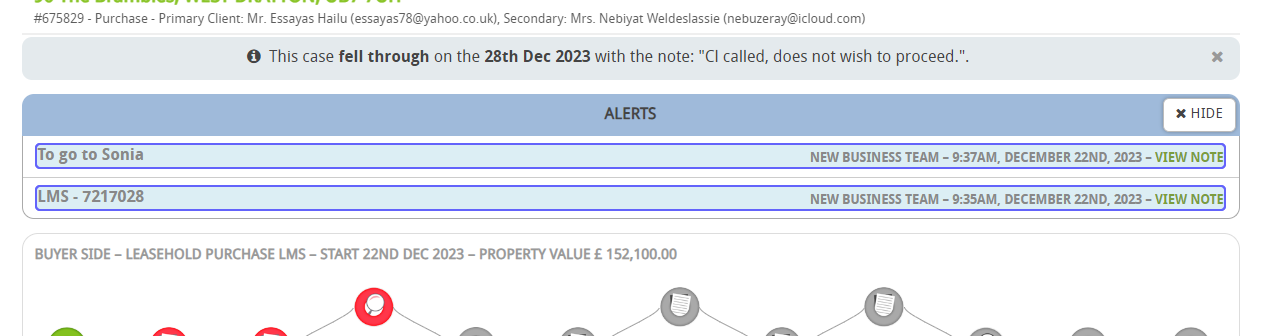 #675829 - Purchase - Primary Client: Mr. Essayas Hailu (essayas78@yahoo.co.uk), Secondary: Mrs. Nebiyat Weldeslassie (nebuzeray@icloud.com)
This case fell through on the 28th Dec 2023 with the note: "Cl called, does not wish to proceed.".
ALERTS
HIDE
To go to Sonia
NEW BUSINESS TEAM – 9:37AM, DECEMBER 22ND, 2023 – VIEW NOTE
LMS - 7217028
NEW BUSINESS TEAM – 9:35AM, DECEMBER 22ND, 2023 – VIEW NOTE
BUYER SIDE – LEASEHOLD PURCHASE LMS – START 22ND DEC 2023 – PROPERTY VALUE £ 152,100.00